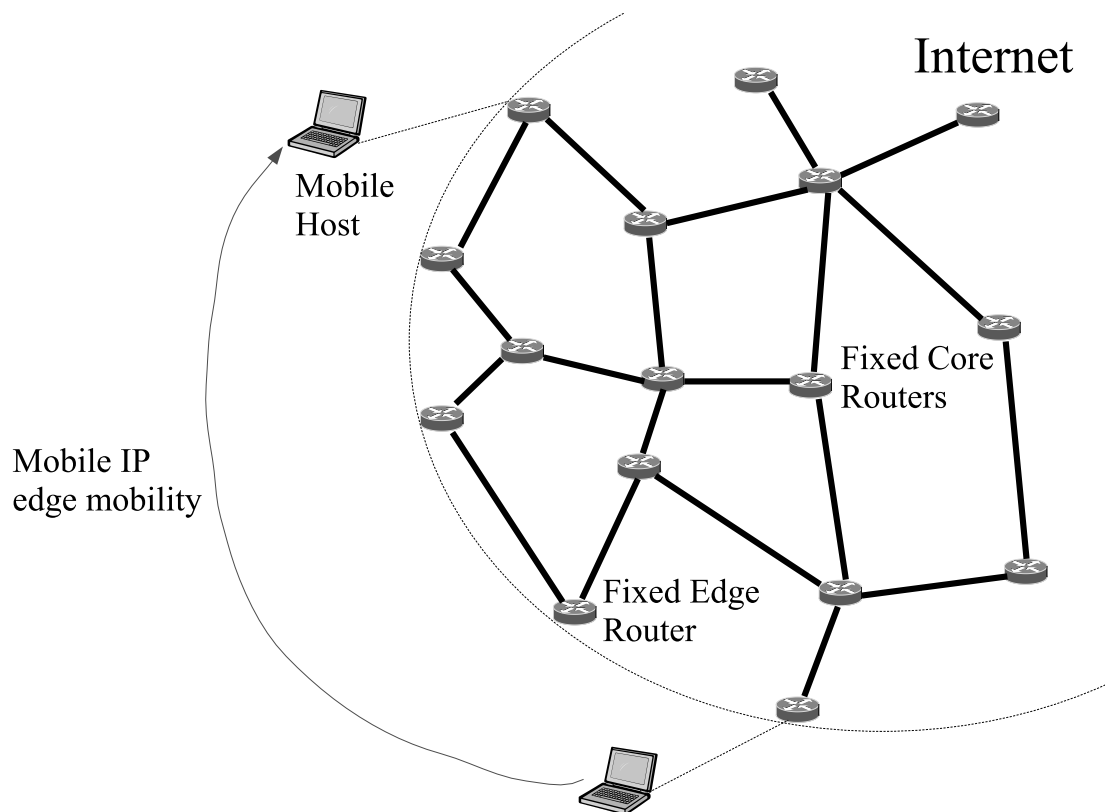 Internet
Mobile
Host
Fixed Core
Routers
Mobile IP
edge mobility
Fixed Edge
Router